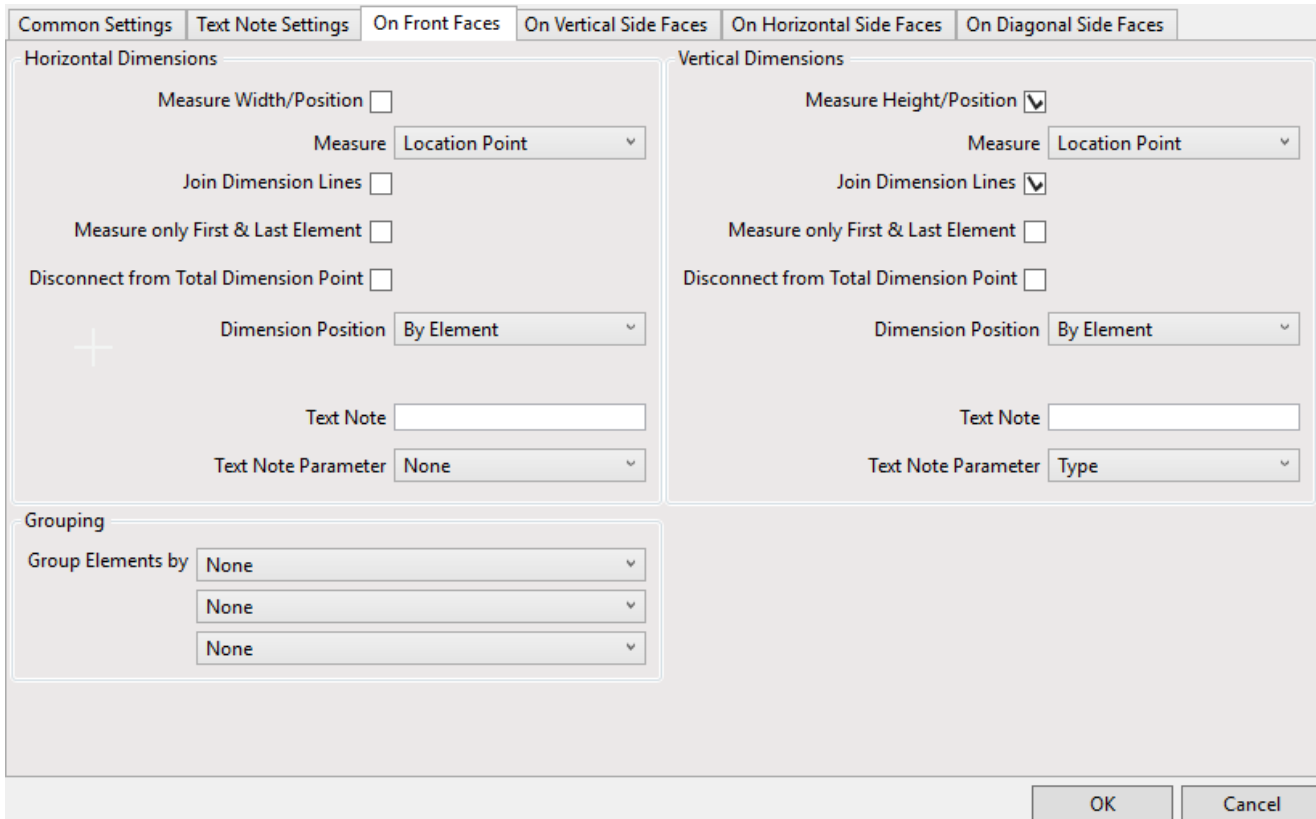 Common Settings Text Note Settings On Front Faces On Vertical Side Faces On Horizontal Side Faces On Diagonal Side Faces
Horizontal Dimensions
Measure Width/Position
Measure Location Point
Join Dimension Lines
Measure only First & Last Element
Disconnect from Total Dimension Point
Dimension Position By Element
Text Note
Text Note Parameter None
Vertical Dimensions
Measure Height/Position
Measure Location Point
Join Dimension Lines
Measure only First & Last Element
Disconnect from Total Dimension Point
Dimension Position By Element
Text Note
Text Note Parameter Type
Grouping
Group Elements by None
None
None
OK Cancel